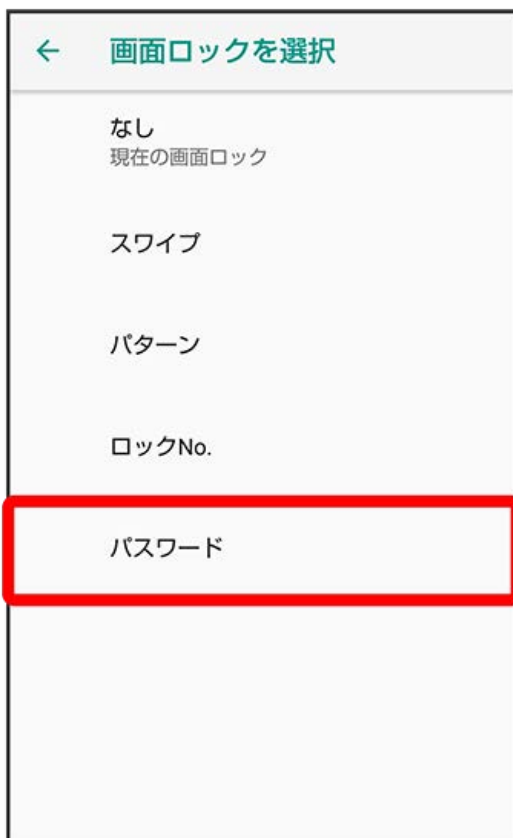 画面ロックを選択
なし
現在の画面ロック
スワイプ
パターン
ロックNo.
パスワード